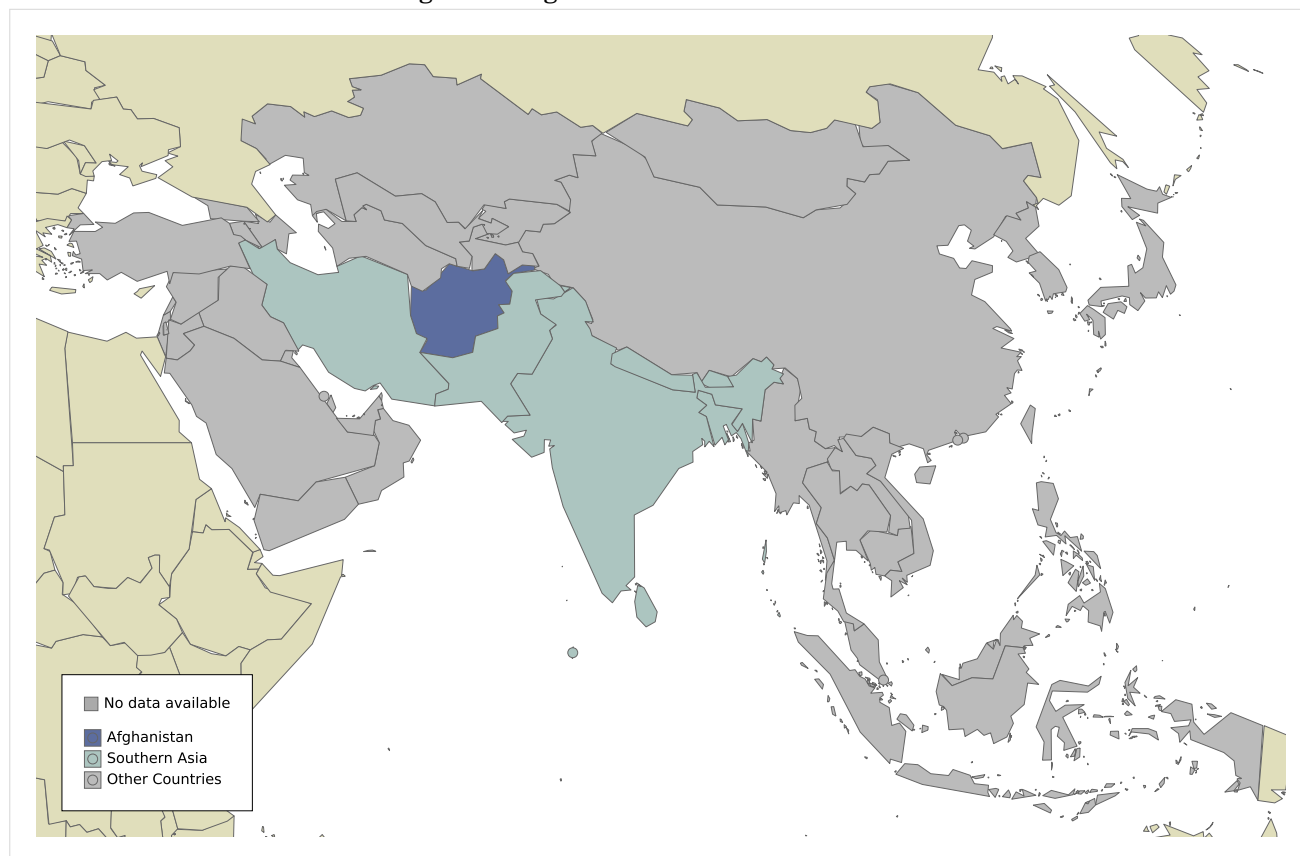 No data available
Afghanistan
Southern Asia
Other Countries